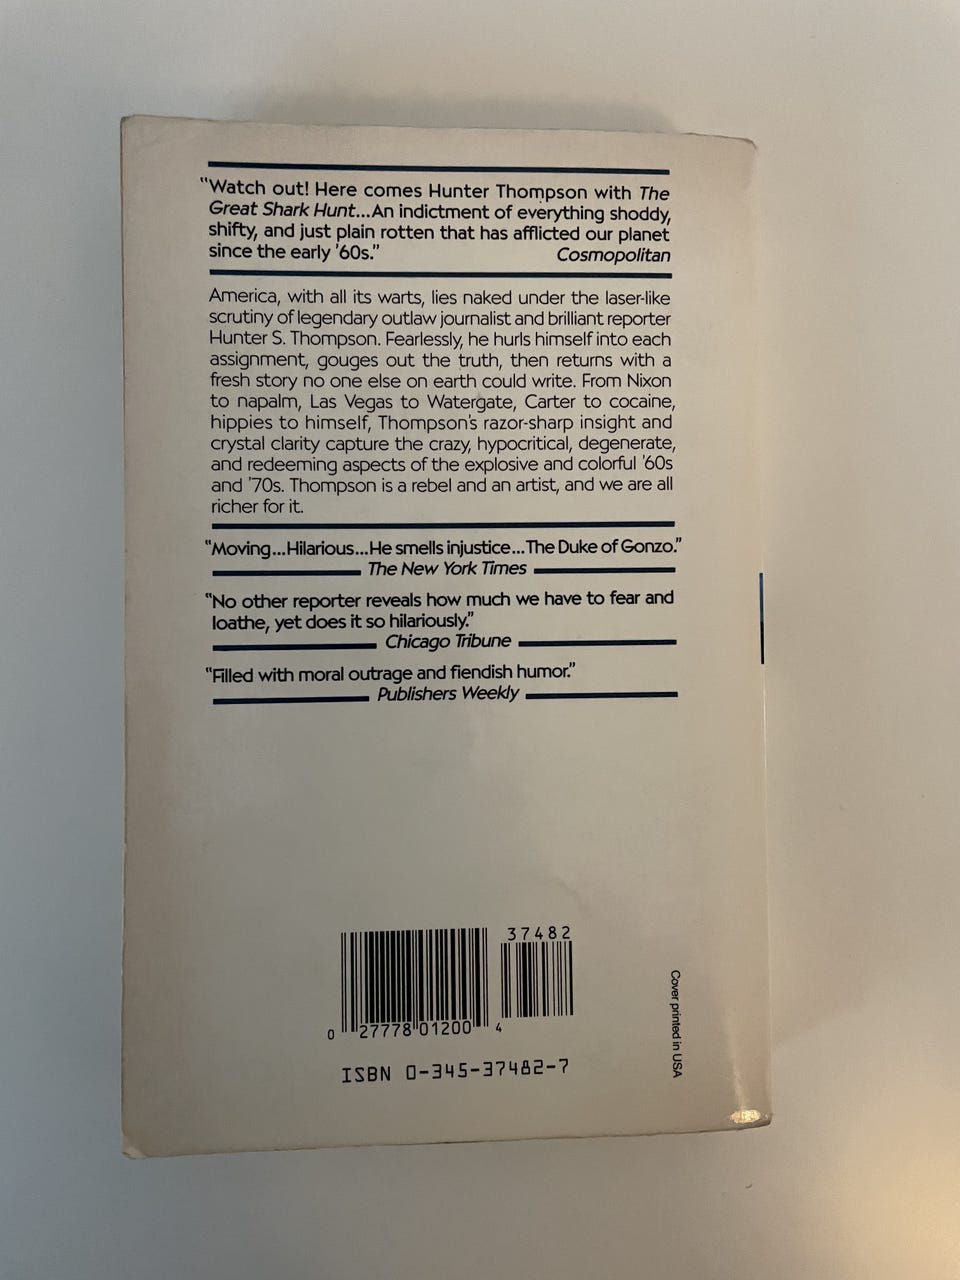 “Watch out! Here comes Hunter Thompson with The
Great Shark Hunt...An indictment of everything shoddy,
shifty, and just plain rotten that has afflicted our planet
since the early '60s.” Cosmopolitan
America, with all its warts, lies naked under the laser-like
scrutiny of legendary outlaw journalist and brilliant reporter
Hunter S. Thompson. Fearlessly, he hurls himself into each
assignment, gouges out the truth, then returns with a
fresh story no one else on earth could write. From Nixon
to napalm, Las Vegas to Watergate, Carter to cocaine,
hippies to himself, Thompson's razor-sharp insight and
crystal clarity capture the crazy, hypocritical, degenerate,
and redeeming aspects of the explosive and colorful '60s
and '70s. Thompson is a rebel and an artist, and we are all
richer for it.
“Moving...Hilarious...He smells injustice...The Duke of Gonzo.”
The New York Times
“No other reporter reveals how much we have to fear and
loathe, yet does it so hilariously.”
Chicago Tribune
“Filled with moral outrage and fiendish humor.”
Publishers Weekly
37482
0 27778 01200 4
ISBN 0-345-37482-7
Cover printed in USA